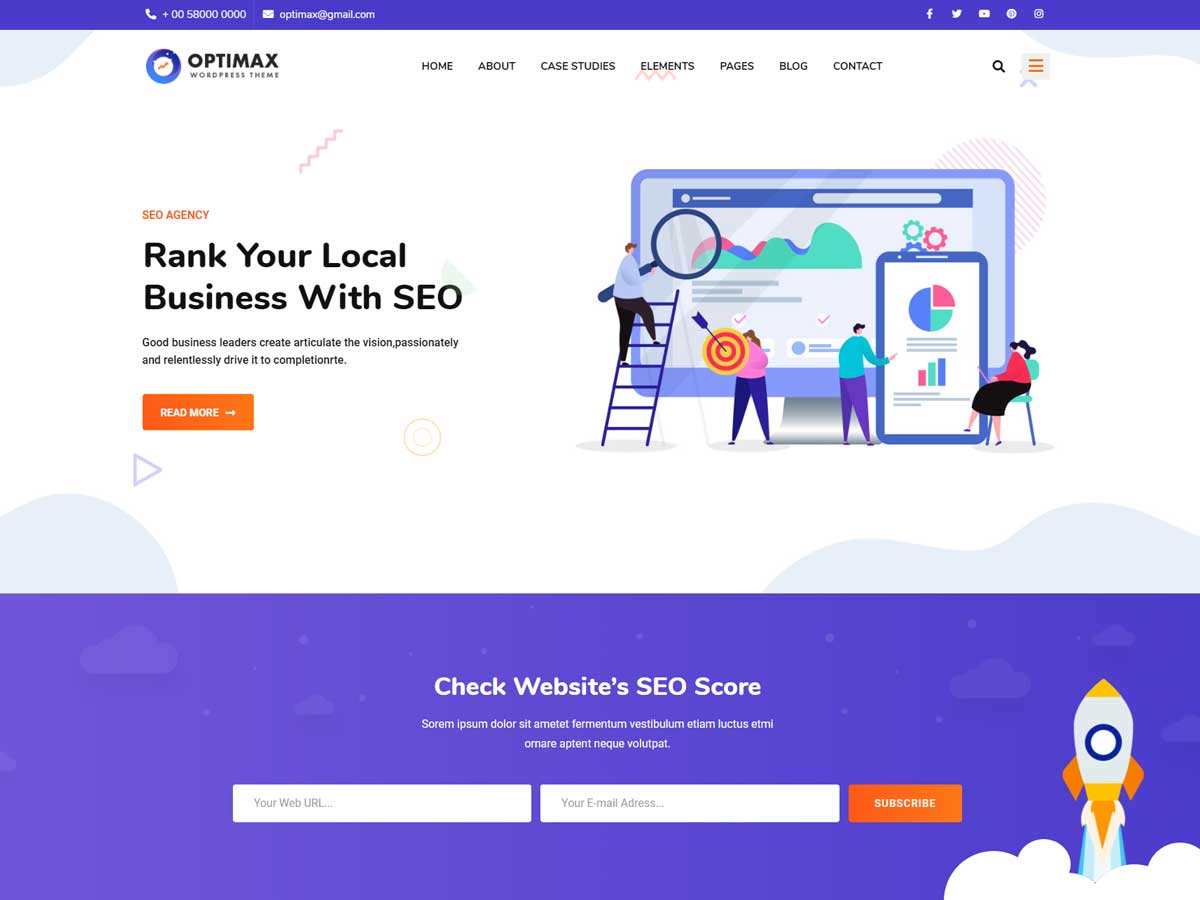 + 00 58000 0000
optimax@gmail.com
OPTIMAX
WORDPRESS THEME
HOME
ABOUT
CASE STUDIES
ELEMENTS
PAGES
BLOG
CONTACT
SEO AGENCY
Rank Your Local
Business With SEO
Good business leaders create articulate the vision,passionately
and relentlessly drive it to completionrte.
READ MORE
Check Website’s SEO Score
Sorem ipsum dolor sit ametet fermentum vestibulum etiam luctus etmi
ornare aptent neque volutpat.
Your Web URL...
Your E-mail Adress...
SUBSCRIBE